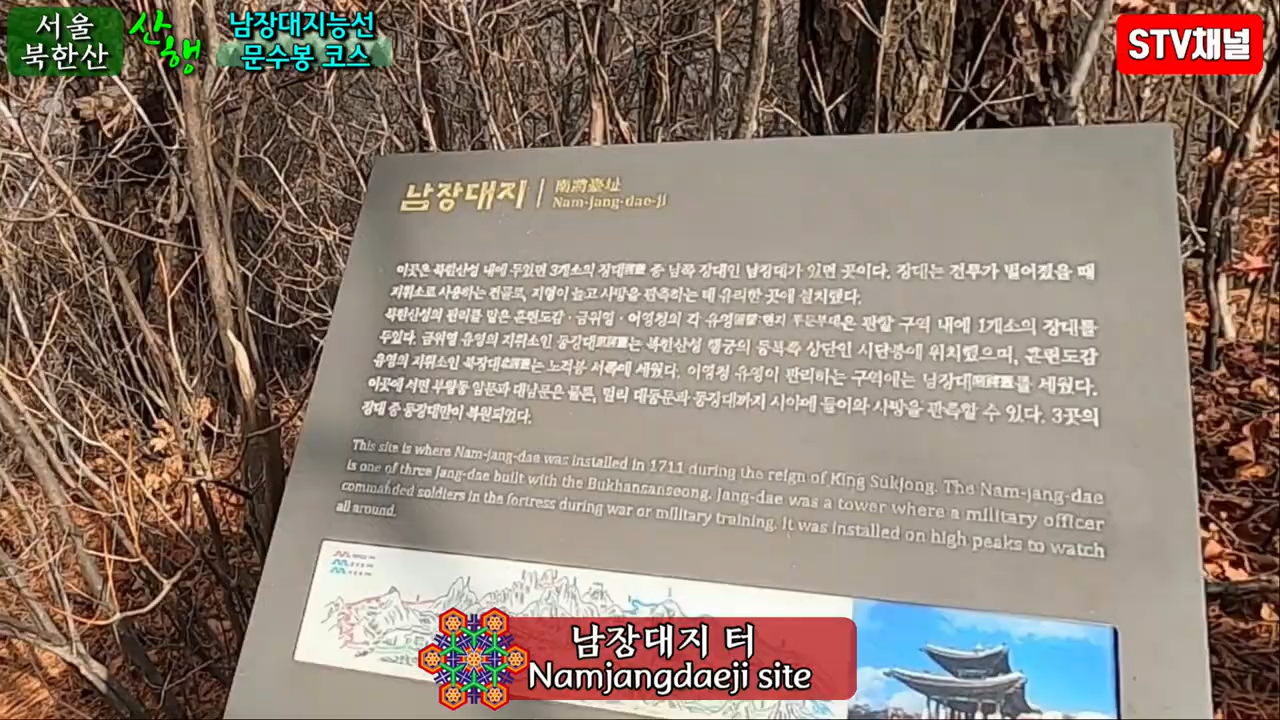 서울
북한산
산행
남장대지능선
문수봉 코스
STV채널
남장대지
南將臺址
Nam-jang-dae-ji
이곳은 북한산성 내에 두었던 3개소의 장대 중 남쪽 장대인 남장대가 있던 곳이다. 장대는 전투가 벌어졌을 때
지휘소로 사용하는 건물로, 지형이 높고 사방을 관측하는 데 유리한 곳에 설치했다.
북한산성의 관리를 맡은 훈련도감·금위영·어영청의 각 유영 현지 주둔부대은 관할 구역 내에 1개소의 장대를
두었다. 금위영 유영의 지휘소인 동장대는 북한산성 행궁의 동북쪽 상단인 시단봉에 위치했으며, 훈련도감
유영의 지휘소인 북장대는 노적봉 서쪽에 세웠다. 어영청 유영이 관리하는 구역에는 남장대를 세웠다.
이곳에 서면 부왕동 암문과 대남문은 물론, 멀리 대동문과 동장대까지 시야에 들어와 사방을 관측할 수 있다. 3곳의
장대 중 동장대만이 복원되었다.
This site is where Nam-jang-dae was installed in 1711 during the reign of King Sukjong. The Nam-jang-dae
is one of three Jang-dae built with the Bukhansanseong. Jang-dae was a tower where a military officer
commanded soldiers in the fortress during war or military training. It was installed on high peaks to watch
all around.
남장대지 터
Namjangdaeji site